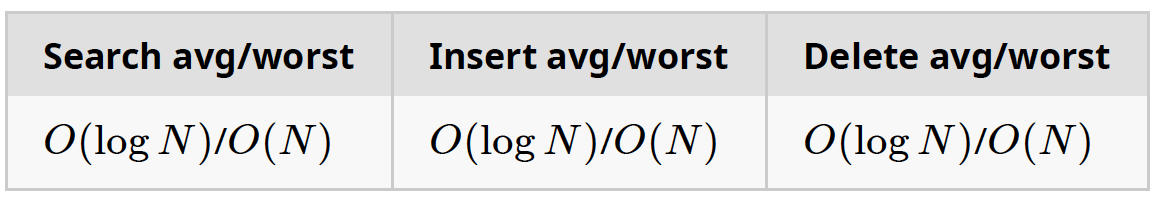 Search avg/worst Insert avg/worst Delete avg/worst
O(log N)/O(N) O(log N)/O(N) O(log N)/O(N)